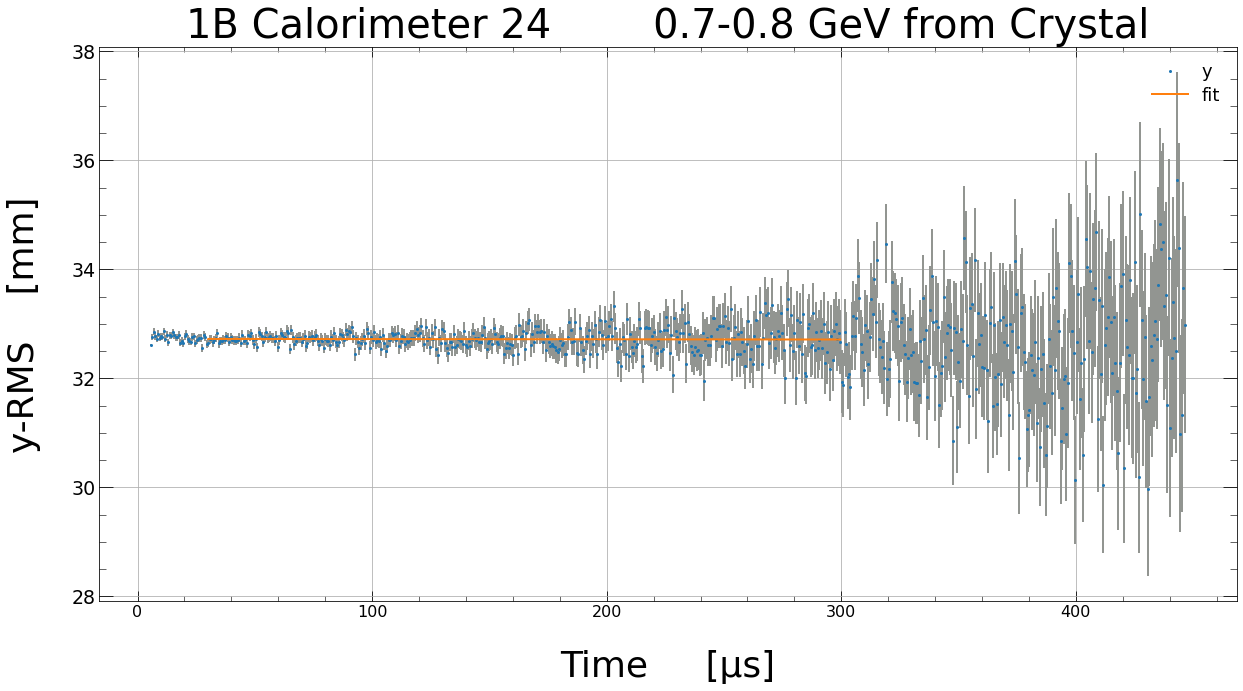 1B Calorimeter 24 0.7-0.8 GeV from Crystal
y-RMS [mm]
38
36
34
32
30
28
y
fit
0 100 200 300 400
Time [μs]